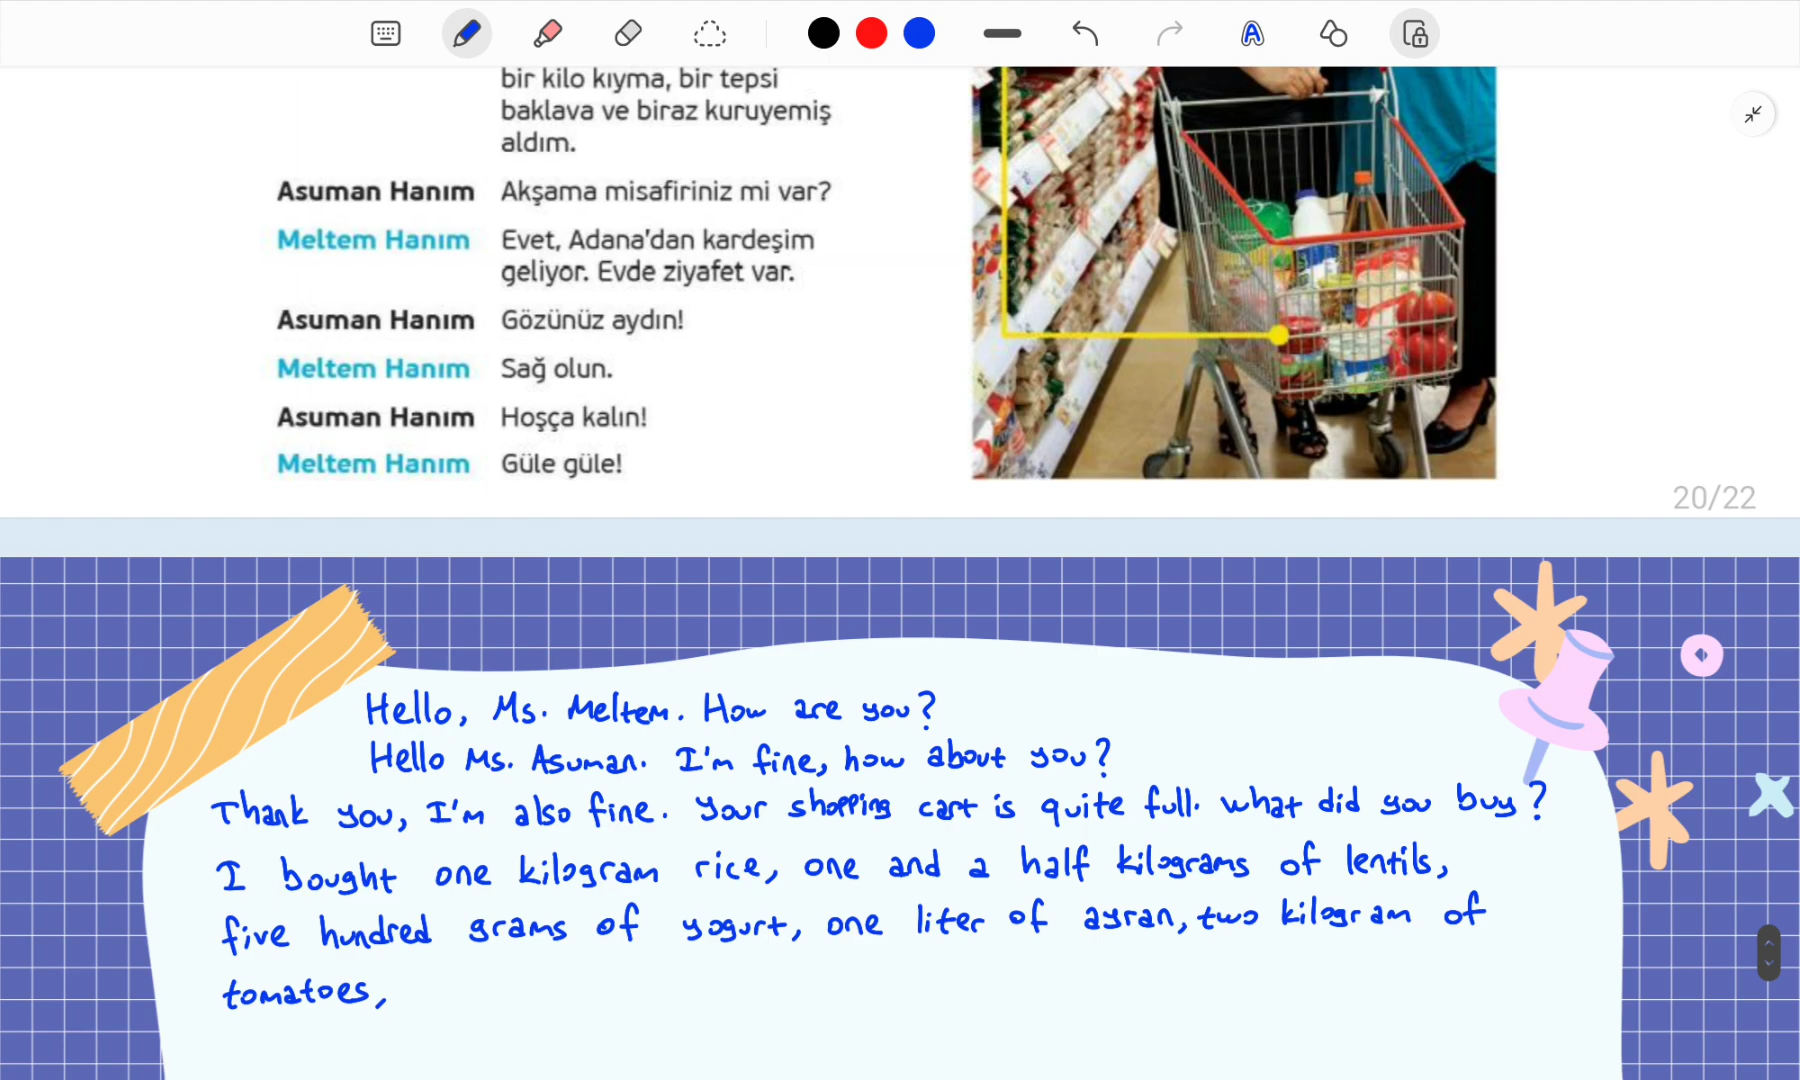 bir kilo kıyma, bir tepsi
baklava ve biraz kuruyemiş
aldım.
Asuman Hanım Akşama misafiriniz mi var?
Meltem Hanım Evet, Adana'dan kardeşim
geliyor. Evde ziyafet var.
Asuman Hanım Gözünüz aydın!
Meltem Hanım Sağ olun.
Asuman Hanım Hoşça kalın!
Meltem Hanım Güle güle!
20/22
Hello, Ms. Meltem. How are you?
Hello Ms. Asuman. I'm fine, how about you?
Thank you, I'm also fine. Your shopping cart is quite full. What did you buy?
I bought one kilogram rice, one and a half kilograms of lentils,
five hundred grams of yogurt, one liter of ayran, two kilogram of
tomatoes,